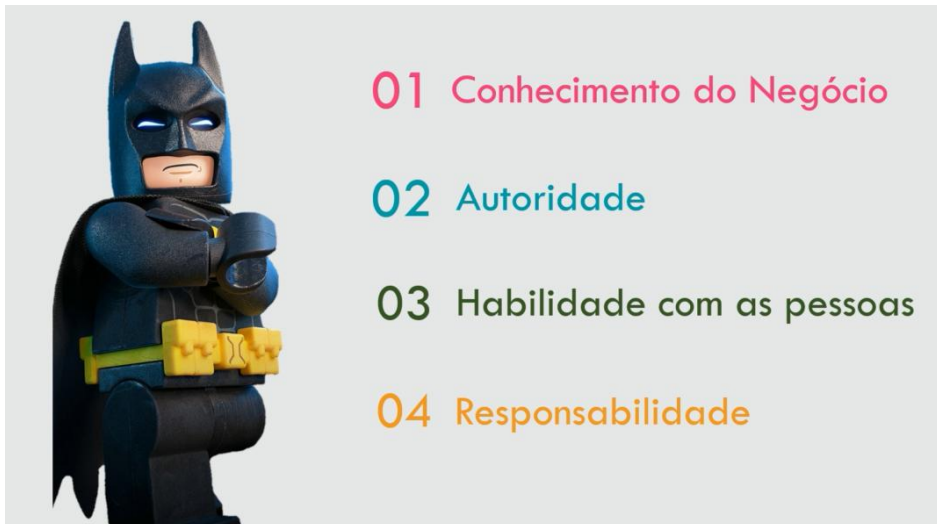 01 Conhecimento do Negócio
02 Autoridade
03 Habilidade com as pessoas
04 Responsabilidade